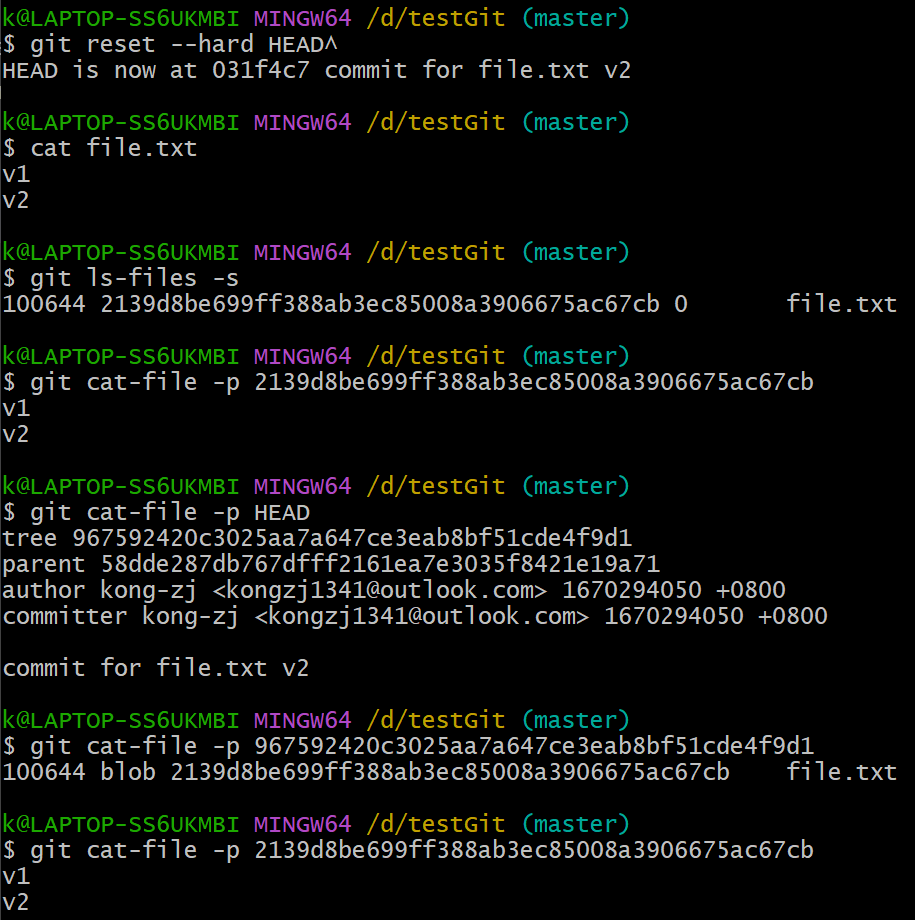 k@LAPTOP-SS6UKMBI MINGW64 /d/testGit (master)
$ git reset --hard HEAD^
HEAD is now at 031f4c7 commit for file.txt v2
k@LAPTOP-SS6UKMBI MINGW64 /d/testGit (master)
$ cat file.txt
v1
v2
k@LAPTOP-SS6UKMBI MINGW64 /d/testGit (master)
$ git ls-files -s
100644 2139d8be699ff388ab3ec85008a3906675ac67cb 0       file.txt
k@LAPTOP-SS6UKMBI MINGW64 /d/testGit (master)
$ git cat-file -p 2139d8be699ff388ab3ec85008a3906675ac67cb
v1
v2
k@LAPTOP-SS6UKMBI MINGW64 /d/testGit (master)
$ git cat-file -p HEAD
tree 967592420c3025aa7a647ce3eab8bf51cde4f9d1
parent 58dde287db767dfff2161ea7e3035f8421e19a71
author kong-zj <kongzj1341@outlook.com> 1670294050 +0800
committer kong-zj <kongzj1341@outlook.com> 1670294050 +0800
commit for file.txt v2
k@LAPTOP-SS6UKMBI MINGW64 /d/testGit (master)
$ git cat-file -p 967592420c3025aa7a647ce3eab8bf51cde4f9d1
100644 blob 2139d8be699ff388ab3ec85008a3906675ac67cb    file.txt
k@LAPTOP-SS6UKMBI MINGW64 /d/testGit (master)
$ git cat-file -p 2139d8be699ff388ab3ec85008a3906675ac67cb
v1
v2